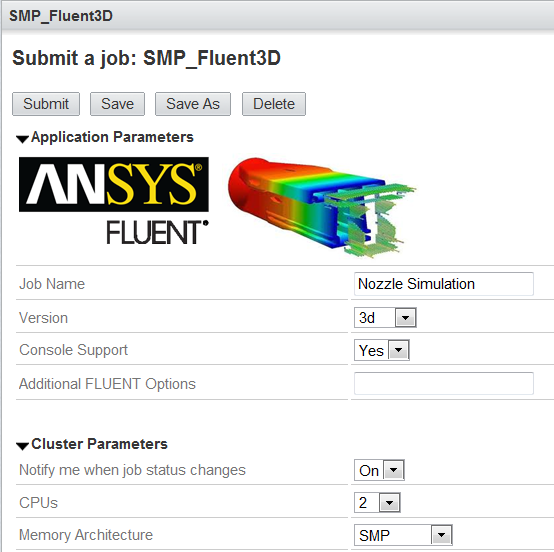 SMP_Fluent3D
Submit a job: SMP_Fluent3D
Submit Save Save As Delete
Application Parameters
ANSYS®
FLUENT®
Job Name Nozzle Simulation
Version 3d
Console Support Yes
Additional FLUENT Options
Cluster Parameters
Notify me when job status changes On
CPUs 2
Memory Architecture SMP